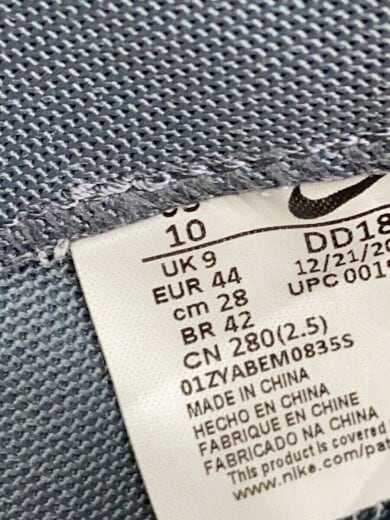 10
UK 9
EUR 44
cm 28
BR 42
CN 280(2.5)
01ZYABEM0835S
MADE IN CHINA
HECHO EN CHINA
FABRIQUE EN CHINE
FABRICADO NA CHINA
This product is covered
www.nike.com/pat
DD18
12/21/20
UPC 001